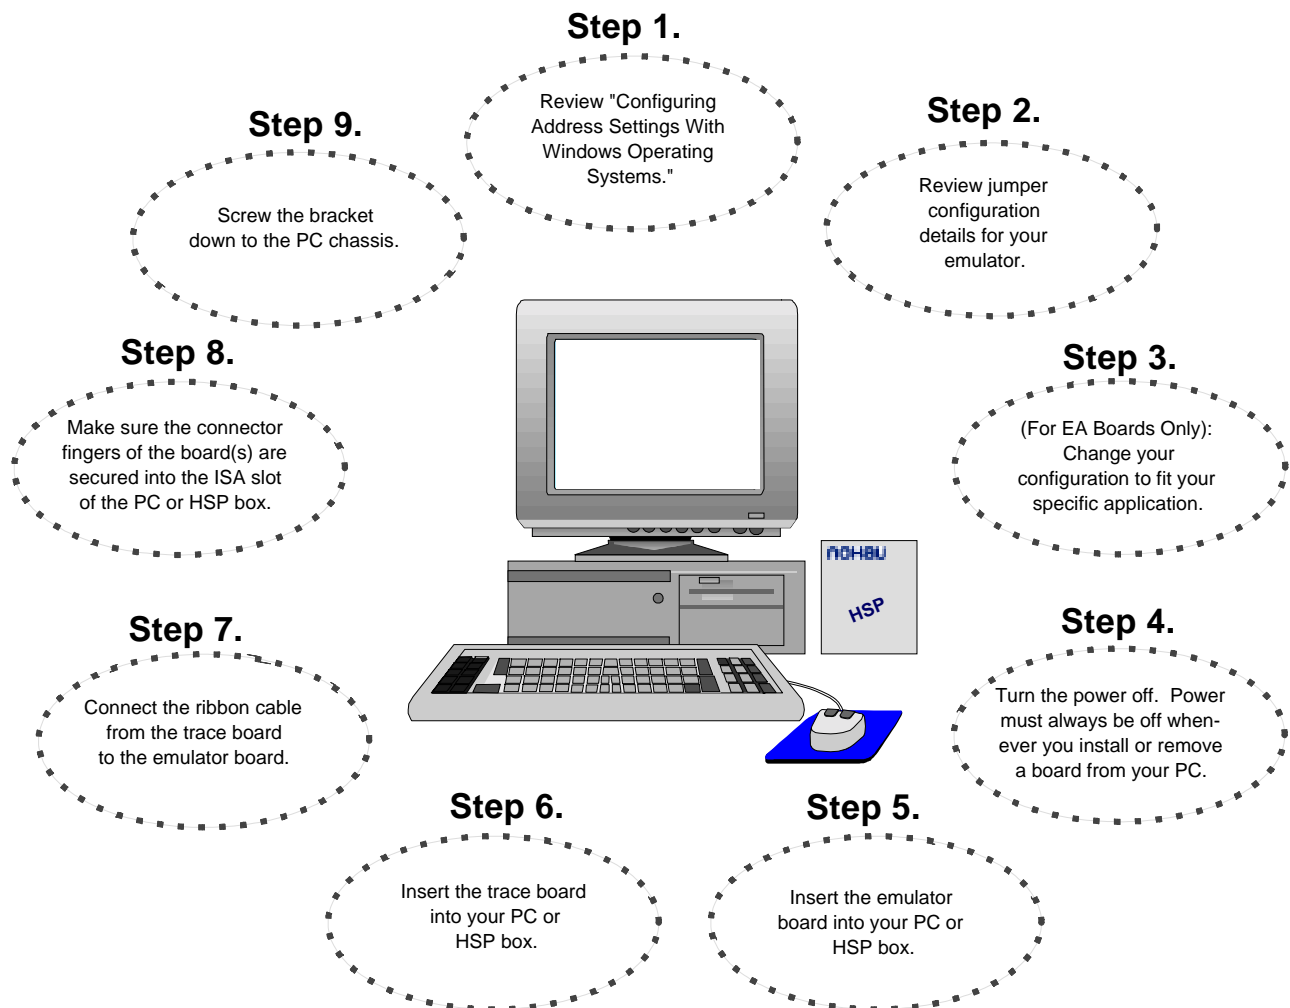 Step 1.
Review "Configuring
Address Settings With
Windows Operating
Systems."
Step 2.
Review jumper
configuration
details for your
emulator.
Step 3.
(For EA Boards Only):
Change your
configuration to fit your
specific application.
Step 4.
Turn the power off.  Power
must always be off when-
ever you install or remove
a board from your PC.
Step 5.
Insert the emulator
board into your PC or
HSP box.
Step 6.
Insert the trace board
into your PC or
HSP box.
Step 7.
Connect the ribbon cable
from the trace board
to the emulator board.
Step 8.
Make sure the connector
fingers of the board(s) are
secured into the ISA slot
of the PC or HSP box.
Step 9.
Screw the bracket
down to the PC chassis.
nOHaU
HSP